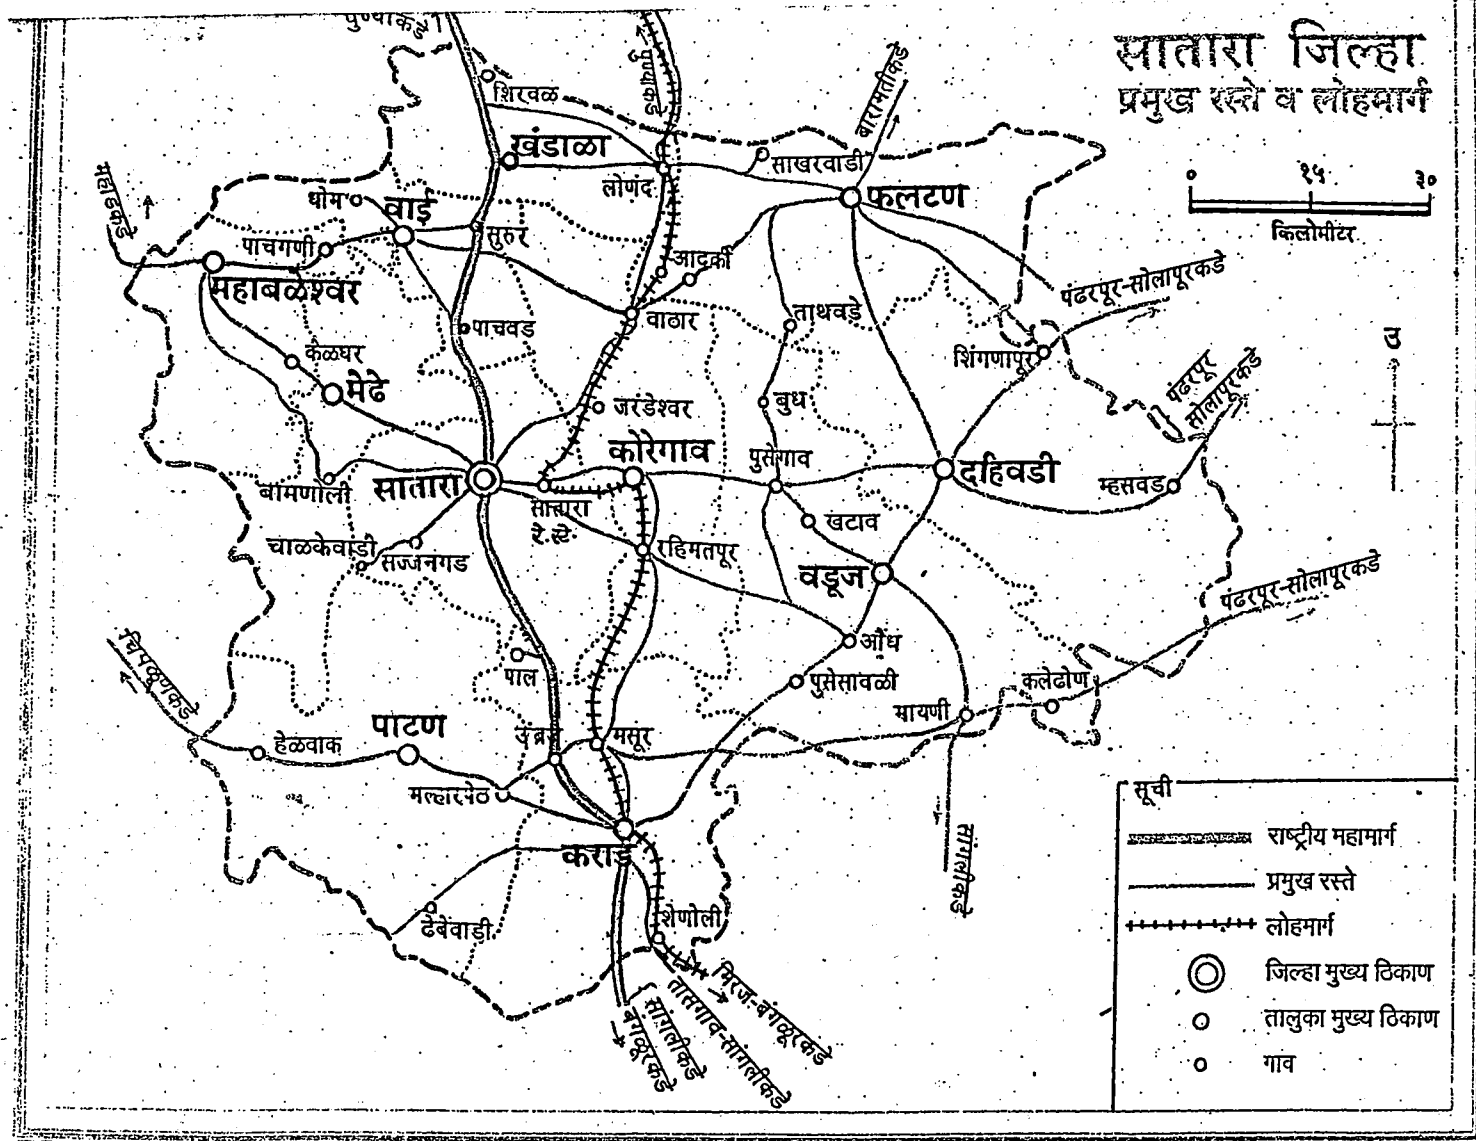 सातारा जिल्हा
प्रमुख रस्ते व लोहमार्ग
० १५ ३०
किलोमीटर
पुण्याकडे
पुण्याकडे
बारामतीकडे
शिरवळ
खंडाळा
लोणंद
साखरवाडी
फलटण
महाडकडे
धोम
वाई
सुरुर
पाचगणी
महाबळेश्वर
आदर्की
पंढरपूर-सोलापूरकडे
वाठार
ताथवडे
पाचवड
केळघर
मेढे
शिंगणापूर
उ
पंढरपूर
सोलापूरकडे
जरंडेश्वर
बुध
कोरेगाव
पुसेगाव
दहिवडी
म्हसवड
बामणोली
सातारा
सातारा
रे.स्टे.
खटाव
चाळकेवाडी
सज्जनगड
रहिमतपूर
वडूज
पंढरपूर-सोलापूरकडे
औंध
चिपळूणकडे
पाल
पुसेसावळी
कलेढोण
मायणी
पाटण
हेळवाक
उंब्रज
मसूर
मल्हारपेठ
कराड
सांगलीकडे
ढेबेवाडी
शेणोली
मिरज-बंगळूरकडे
तासगाव-सांगलीकडे
सांगलीकडे
बंगळूरकडे
सूची
राष्ट्रीय महामार्ग
प्रमुख रस्ते
लोहमार्ग
जिल्हा मुख्य ठिकाण
तालुका मुख्य ठिकाण
गाव